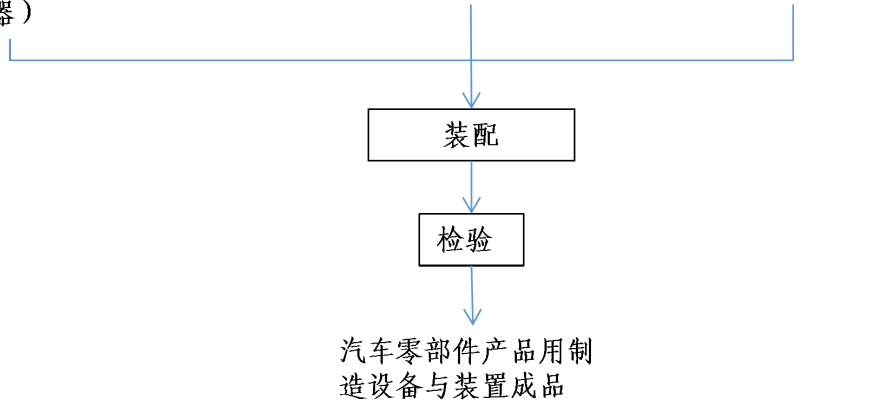 器）
装配
检验
汽车零部件产品用制
造设备与装置成品